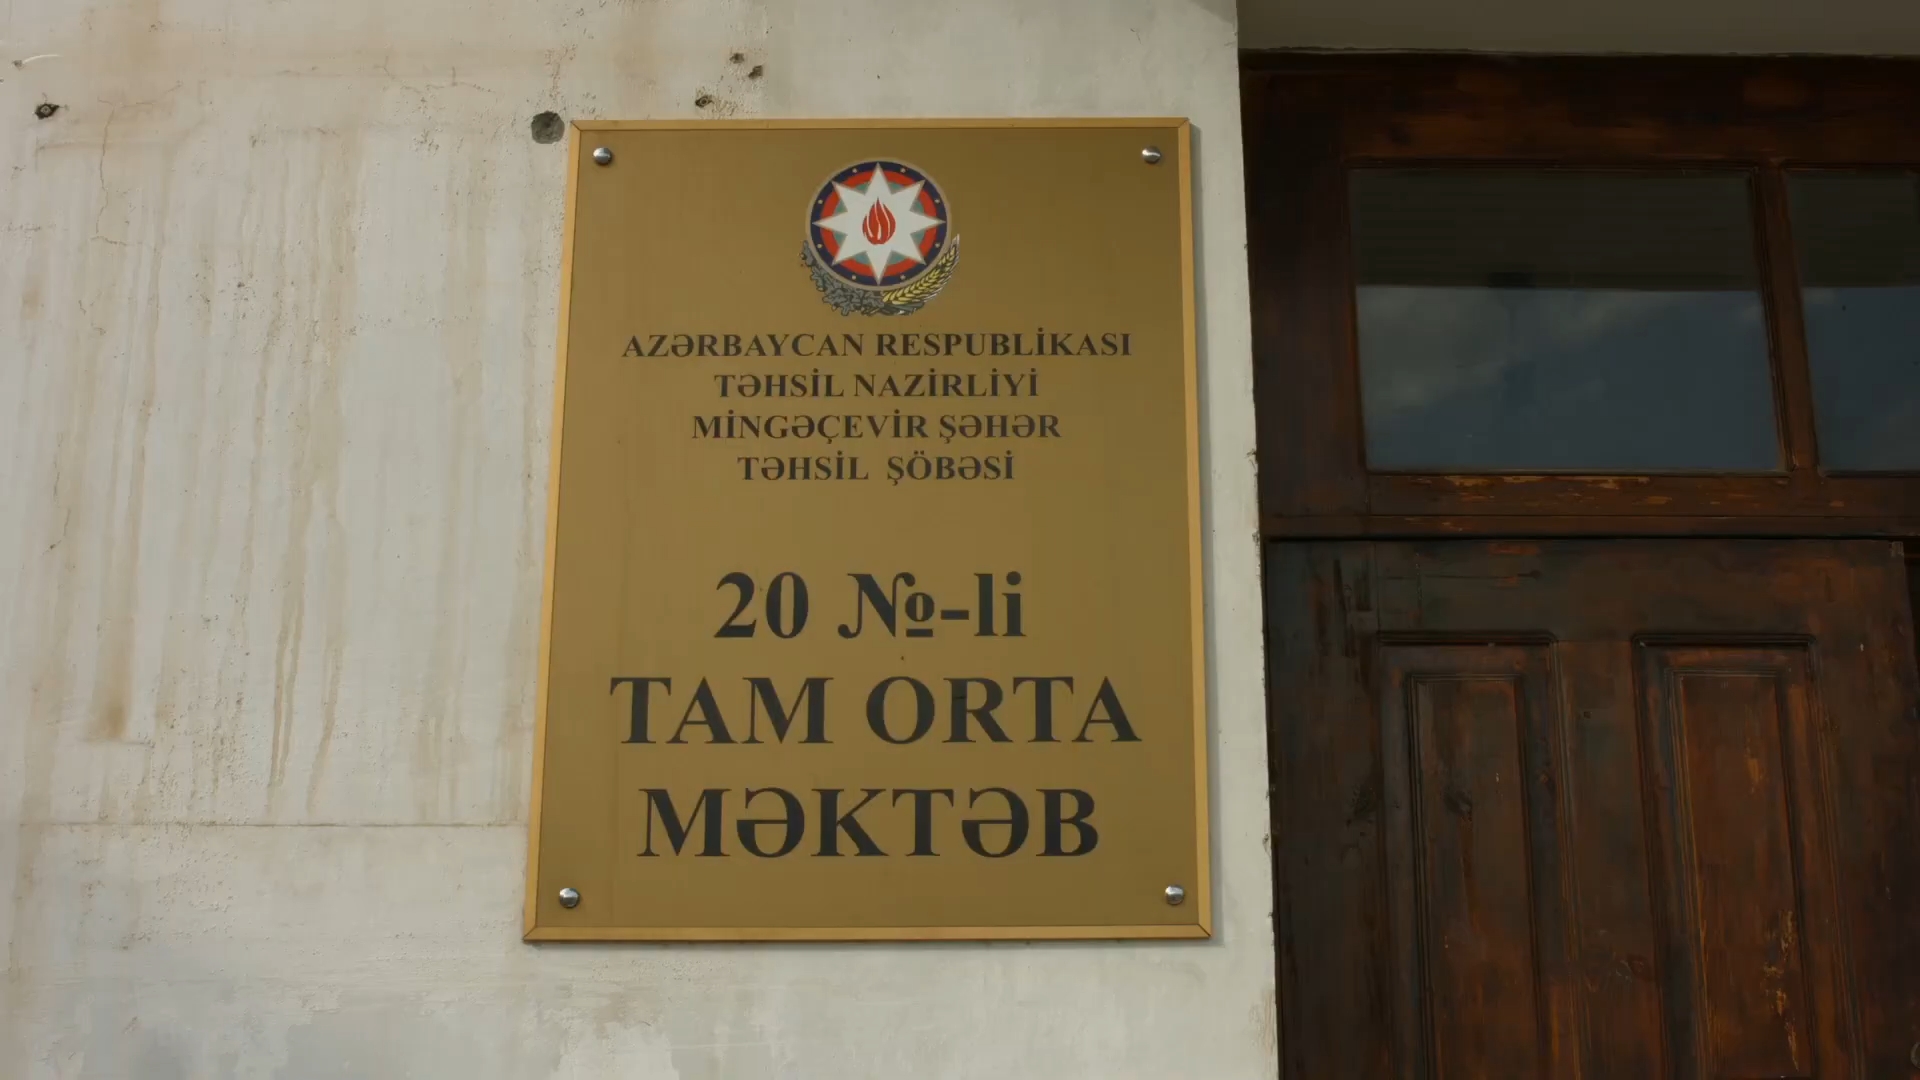 AZƏRBAYCAN RESPUBLİKASI
TƏHSİL NAZİRLİYİ
MİNGƏÇEVİR ŞƏHƏR
TƏHSİL ŞÖBƏSİ
20 №-li
TAM ORTA
MƏKTƏB